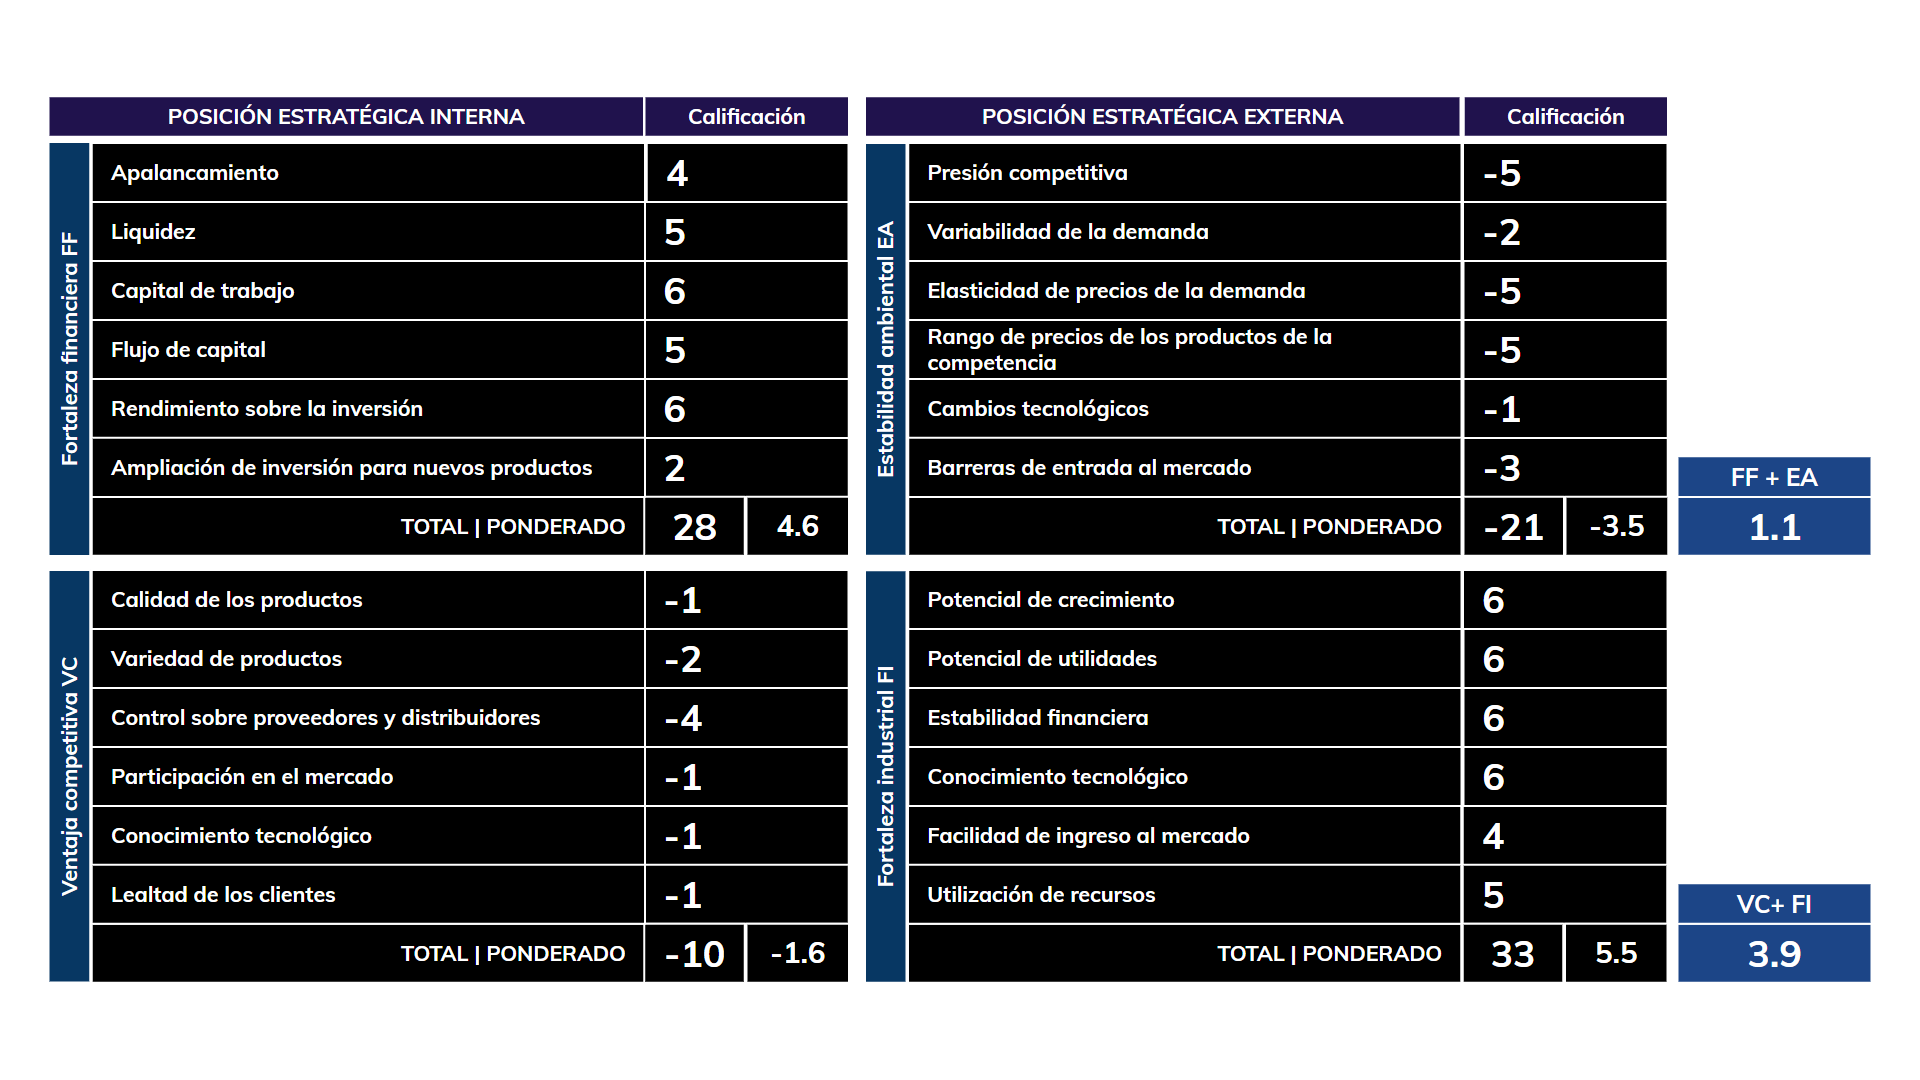 POSICIÓN ESTRATÉGICA INTERNA Calificación
Fortaleza financiera FF
Apalancamiento 4
Liquidez 5
Capital de trabajo 6
Flujo de capital 5
Rendimiento sobre la inversión 6
Ampliación de inversión para nuevos productos 2
TOTAL | PONDERADO 28 4.6
Ventaja competitiva VC
Calidad de los productos -1
Variedad de productos -2
Control sobre proveedores y distribuidores -4
Participación en el mercado -1
Conocimiento tecnológico -1
Lealtad de los clientes -1
TOTAL | PONDERADO -10 -1.6
POSICIÓN ESTRATÉGICA EXTERNA Calificación
Estabilidad ambiental EA
Presión competitiva -5
Variabilidad de la demanda -2
Elasticidad de precios de la demanda -5
Rango de precios de los productos de la
competencia -5
Cambios tecnológicos -1
Barreras de entrada al mercado -3
TOTAL | PONDERADO -21 -3.5
FF + EA
1.1
Fortaleza industrial FI
Potencial de crecimiento 6
Potencial de utilidades 6
Estabilidad financiera 6
Conocimiento tecnológico 6
Facilidad de ingreso al mercado 4
Utilización de recursos 5
TOTAL | PONDERADO 33 5.5
VC+ FI
3.9